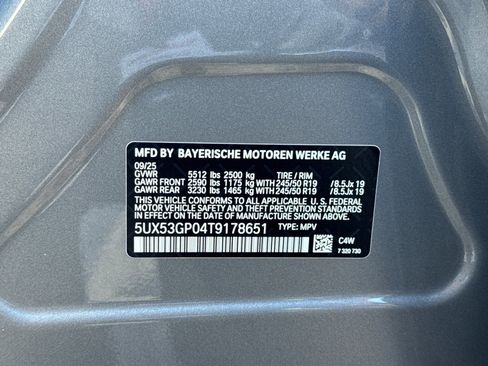 MFD BY BAYERISCHE MOTOREN WERKE AG
09/25
GVWR 5512 lbs 2500 kg TIRE / RIM
GAWR FRONT 2590 lbs 1175 kg WITH 245/50 R19 / 8.5Jx 19
GAWR REAR 3230 lbs 1465 kg WITH 245/50 R19 / 8.5Jx 19
THIS VEHICLE CONFORMS TO ALL APPLICABLE U. S. FEDERAL
MOTOR VEHICLE SAFETY, BUMPER, AND THEFT PREVENTION
STANDARDS IN EFFECT ON THE DATE OF MANUFACTURE SHOWN ABOVE.
5UX53GP04T9178651 TYPE: MPV
C4W
7 320 730